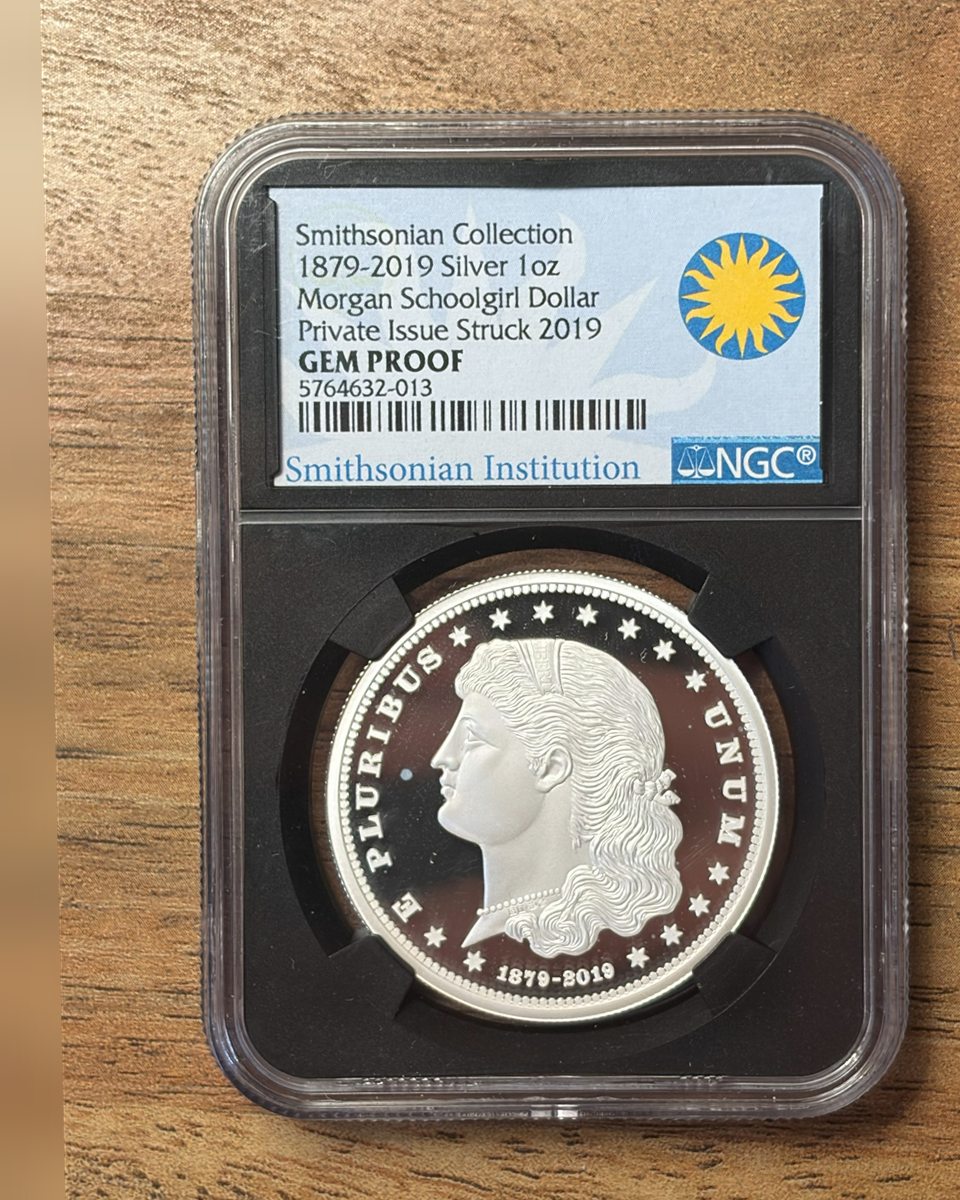 Smithsonian Collection
1879-2019 Silver 1oz
Morgan Schoolgirl Dollar
Private Issue Struck 2019
GEM PROOF
5764632-013
Smithsonian Institution
NGC®
E PLURIBUS UNUM
1879-2019